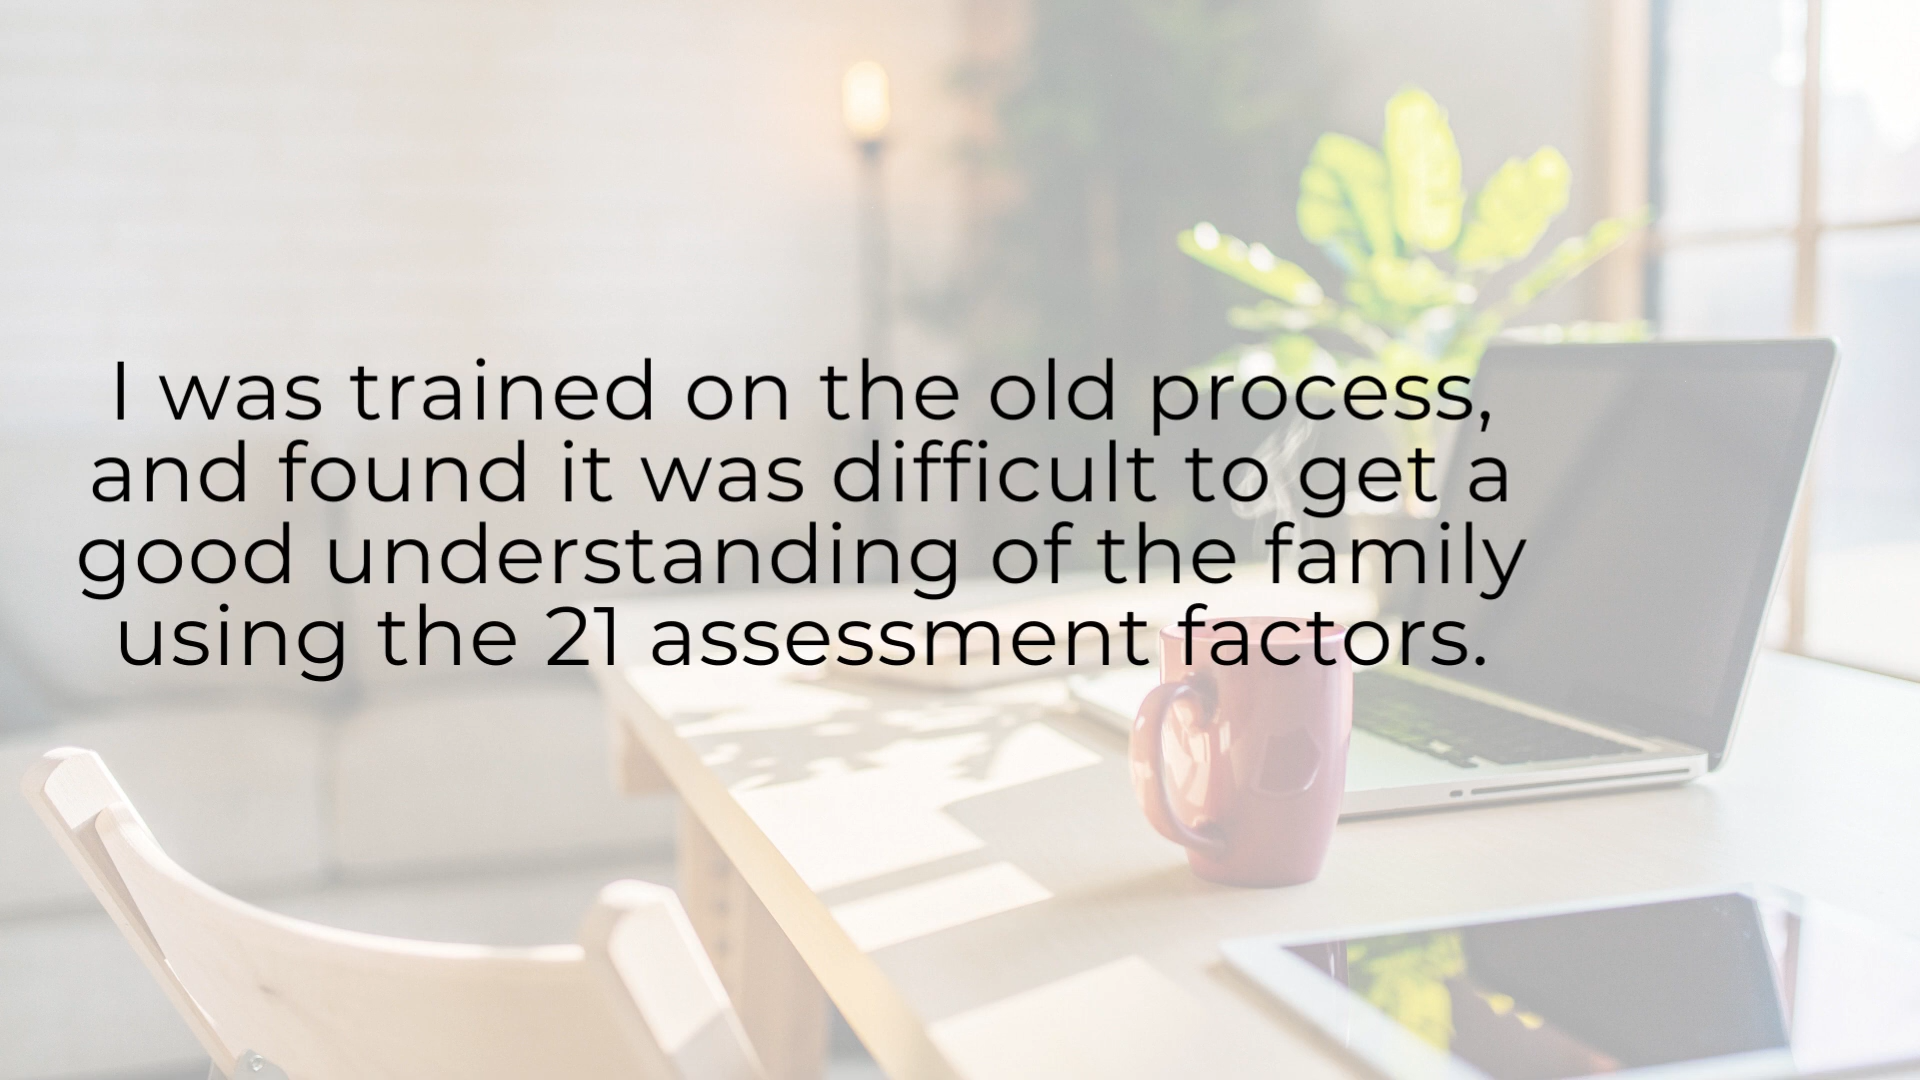 I was trained on the old process,
and found it was difficult to get a
good understanding of the family
using the 21 assessment factors.